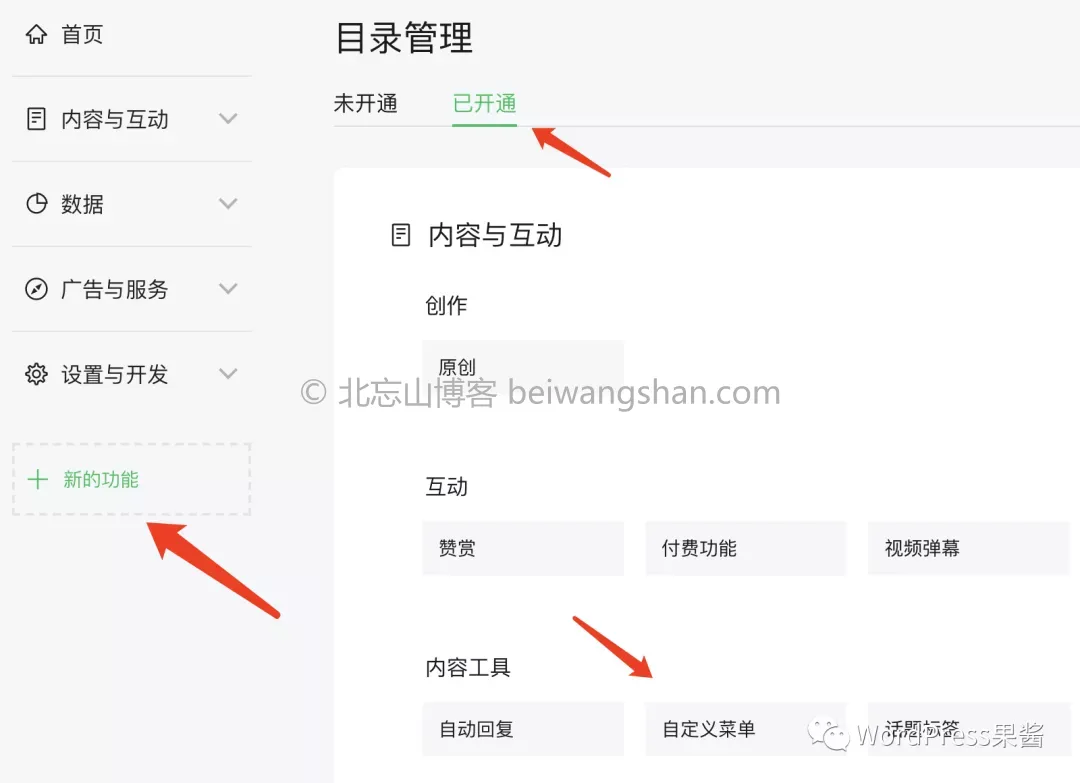 首页
内容与互动
数据
广告与服务
设置与开发
新的功能
目录管理
未开通 已开通
内容与互动
创作
原创
© 北忘山博客 beiwangshan.com
互动
赞赏 付费功能 视频弹幕
内容工具
自动回复 自定义菜单 话题标签
WordPress果酱